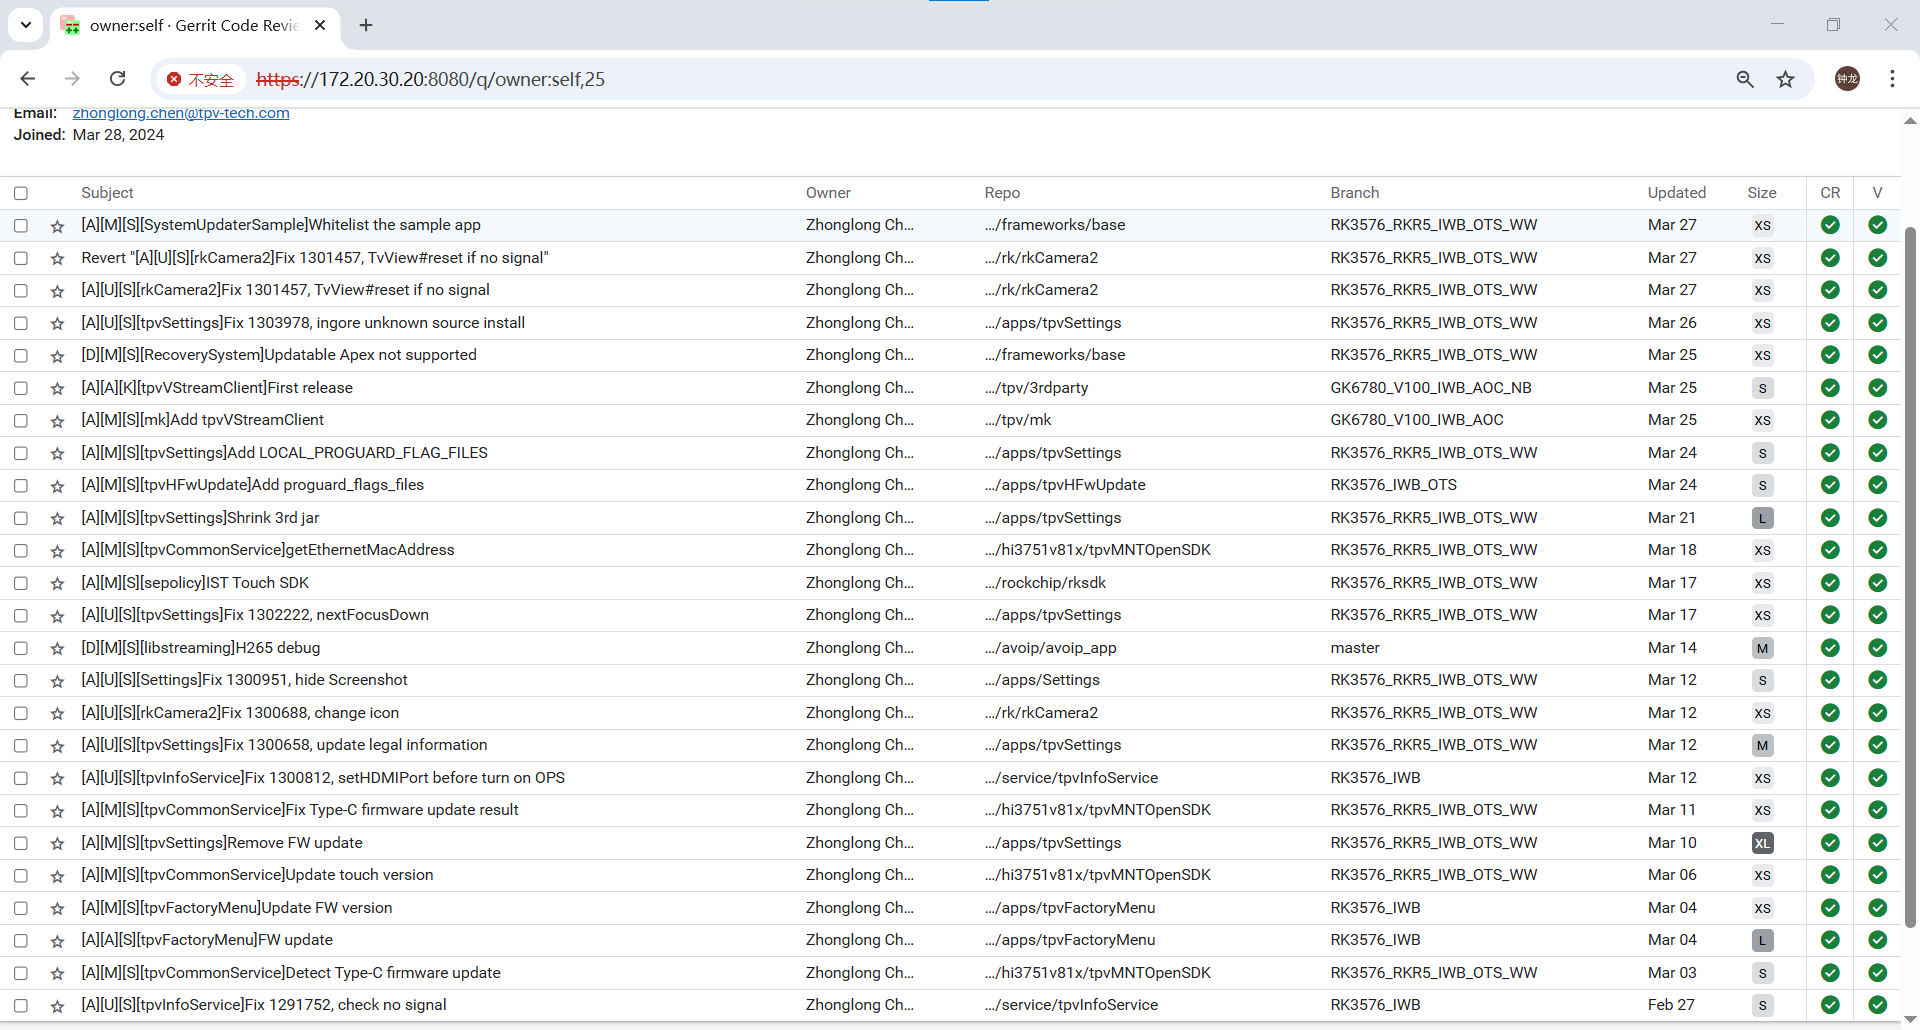 owner:self · Gerrit Code Revie
不安全 https://172.20.30.20:8080/q/owner:self,25 钟龙
Email: zhonglong.chen@tpv-tech.com
Joined: Mar 28, 2024
Subject Owner Repo Branch Updated Size CR V
[A][M][S][SystemUpdaterSample]Whitelist the sample app Zhonglong Ch... .../frameworks/base RK3576_RKR5_IWB_OTS_WW Mar 27 XS
Revert "[A][U][S][rkCamera2]Fix 1301457, TvView#reset if no signal" Zhonglong Ch... .../rk/rkCamera2 RK3576_RKR5_IWB_OTS_WW Mar 27 XS
[A][U][S][rkCamera2]Fix 1301457, TvView#reset if no signal Zhonglong Ch... .../rk/rkCamera2 RK3576_RKR5_IWB_OTS_WW Mar 27 XS
[A][U][S][tpvSettings]Fix 1303978, ingore unknown source install Zhonglong Ch... .../apps/tpvSettings RK3576_RKR5_IWB_OTS_WW Mar 26 XS
[D][M][S][RecoverySystem]Updatable Apex not supported Zhonglong Ch... .../frameworks/base RK3576_RKR5_IWB_OTS_WW Mar 25 XS
[A][A][K][tpvVStreamClient]First release Zhonglong Ch... .../tpv/3rdparty GK6780_V100_IWB_AOC_NB Mar 25 S
[A][M][S][mk]Add tpvVStreamClient Zhonglong Ch... .../tpv/mk GK6780_V100_IWB_AOC Mar 25 XS
[A][M][S][tpvSettings]Add LOCAL_PROGUARD_FLAG_FILES Zhonglong Ch... .../apps/tpvSettings RK3576_RKR5_IWB_OTS_WW Mar 24 S
[A][M][S][tpvHFwUpdate]Add proguard_flags_files Zhonglong Ch... .../apps/tpvHFwUpdate RK3576_IWB_OTS Mar 24 S
[A][M][S][tpvSettings]Shrink 3rd jar Zhonglong Ch... .../apps/tpvSettings RK3576_RKR5_IWB_OTS_WW Mar 21 L
[A][M][S][tpvCommonService]getEthernetMacAddress Zhonglong Ch... .../hi3751v81x/tpvMNTOpenSDK RK3576_RKR5_IWB_OTS_WW Mar 18 XS
[A][M][S][sepolicy]IST Touch SDK Zhonglong Ch... .../rockchip/rksdk RK3576_RKR5_IWB_OTS_WW Mar 17 XS
[A][U][S][tpvSettings]Fix 1302222, nextFocusDown Zhonglong Ch... .../apps/tpvSettings RK3576_RKR5_IWB_OTS_WW Mar 17 XS
[D][M][S][libstreaming]H265 debug Zhonglong Ch... .../avoip/avoip_app master Mar 14 M
[A][U][S][Settings]Fix 1300951, hide Screenshot Zhonglong Ch... .../apps/Settings RK3576_RKR5_IWB_OTS_WW Mar 12 S
[A][U][S][rkCamera2]Fix 1300688, change icon Zhonglong Ch... .../rk/rkCamera2 RK3576_RKR5_IWB_OTS_WW Mar 12 XS
[A][U][S][tpvSettings]Fix 1300658, update legal information Zhonglong Ch... .../apps/tpvSettings RK3576_RKR5_IWB_OTS_WW Mar 12 M
[A][U][S][tpvInfoService]Fix 1300812, setHDMIPort before turn on OPS Zhonglong Ch... .../service/tpvInfoService RK3576_IWB Mar 12 XS
[A][M][S][tpvCommonService]Fix Type-C firmware update result Zhonglong Ch... .../hi3751v81x/tpvMNTOpenSDK RK3576_RKR5_IWB_OTS_WW Mar 11 XS
[A][M][S][tpvSettings]Remove FW update Zhonglong Ch... .../apps/tpvSettings RK3576_RKR5_IWB_OTS_WW Mar 10 XL
[A][M][S][tpvCommonService]Update touch version Zhonglong Ch... .../hi3751v81x/tpvMNTOpenSDK RK3576_RKR5_IWB_OTS_WW Mar 06 XS
[A][M][S][tpvFactoryMenu]Update FW version Zhonglong Ch... .../apps/tpvFactoryMenu RK3576_IWB Mar 04 XS
[A][A][S][tpvFactoryMenu]FW update Zhonglong Ch... .../apps/tpvFactoryMenu RK3576_IWB Mar 04 L
[A][M][S][tpvCommonService]Detect Type-C firmware update Zhonglong Ch... .../hi3751v81x/tpvMNTOpenSDK RK3576_RKR5_IWB_OTS_WW Mar 03 S
[A][U][S][tpvInfoService]Fix 1291752, check no signal Zhonglong Ch... .../service/tpvInfoService RK3576_IWB Feb 27 S